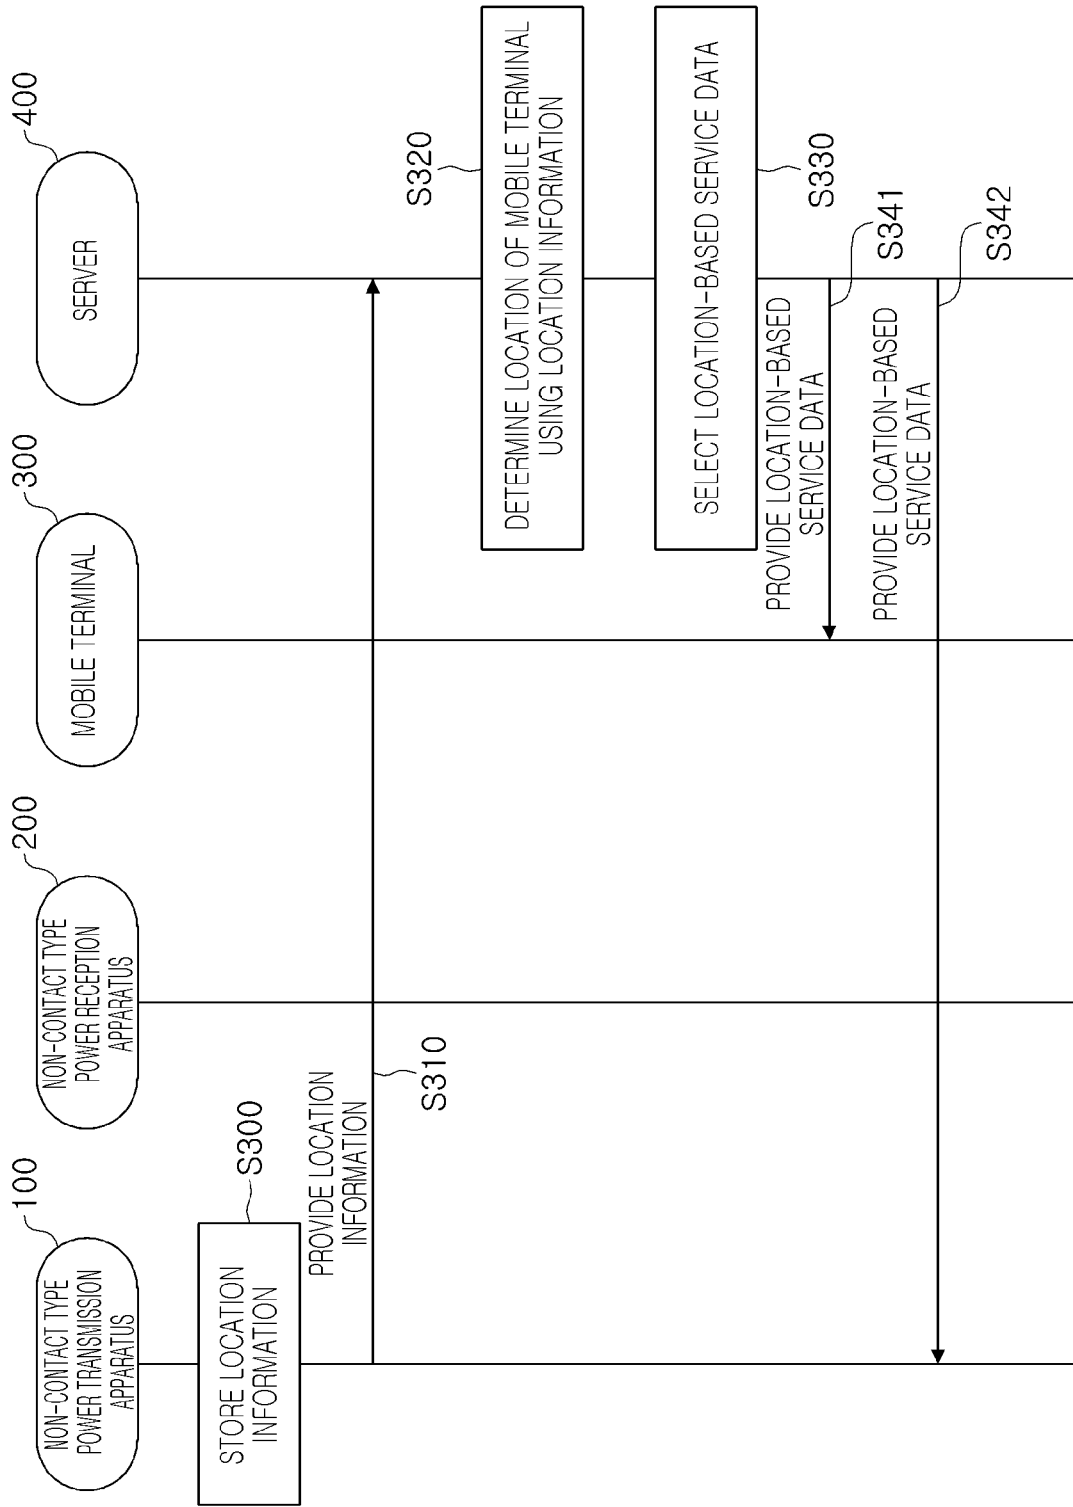 100
200
300
400
NON-CONTACT TYPE
POWER TRANSMISSION
APPARATUS
NON-CONTACT TYPE
POWER RECEPTION
APPARATUS
MOBILE TERMINAL
SERVER
STORE LOCATION
INFORMATION
S300
PROVIDE LOCATION
INFORMATION
S310
S320
DETERMINE LOCATION OF MOBILE TERMINAL
USING LOCATION INFORMATION
SELECT LOCATION-BASED SERVICE DATA
S330
PROVIDE LOCATION-BASED
SERVICE DATA
S341
PROVIDE LOCATION-BASED
SERVICE DATA
S342